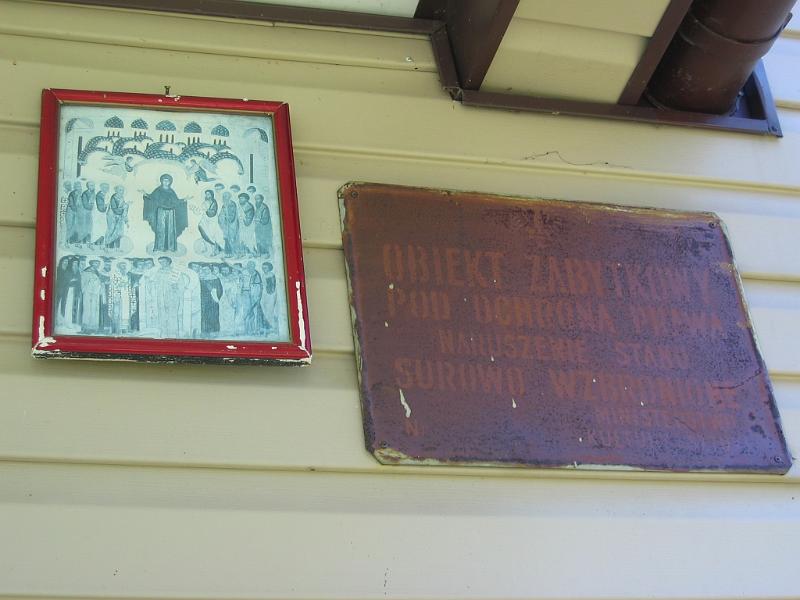 OBIEKT ZABYTKOWY
POD OCHRONA PRAWA
NARUSZENIE STANU
SUROWO WZBRONIONE
N.